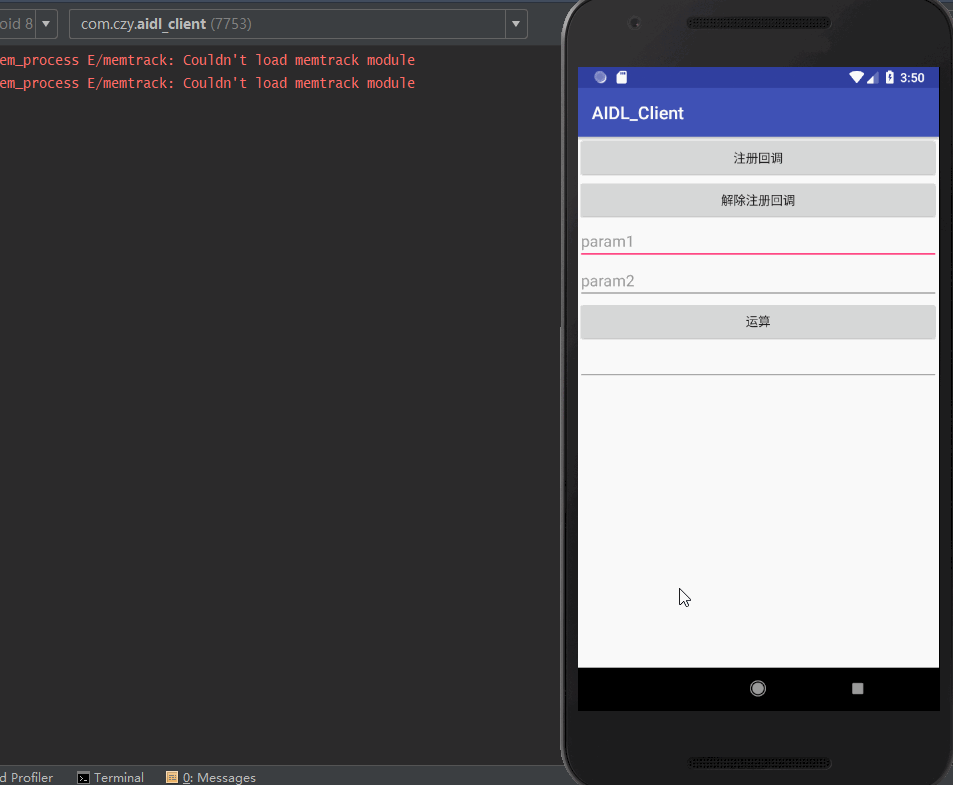 oid 8 com.czy.aidl_client (7753)
em_process E/memtrack: Couldn't load memtrack module
em_process E/memtrack: Couldn't load memtrack module
3:50
AIDL_Client
注册回调
解除注册回调
param1
param2
运算
d Profiler Terminal 0: Messages